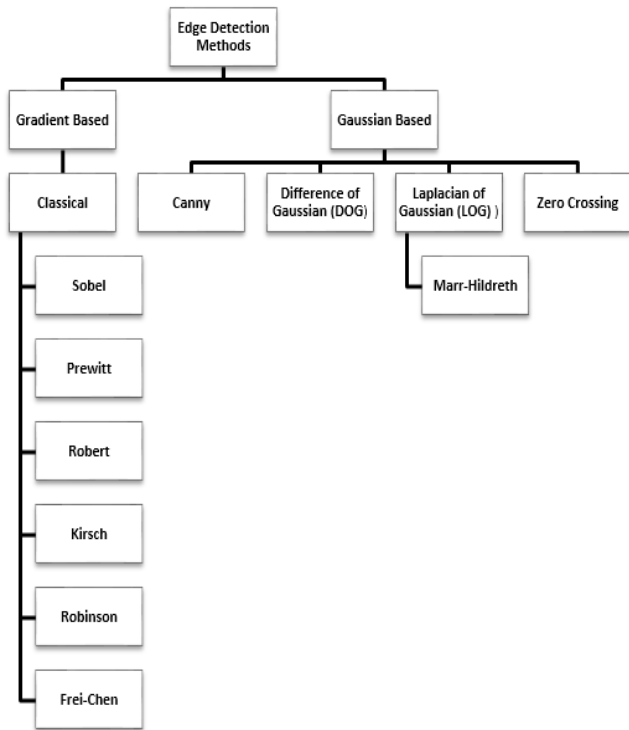 Edge Detection
Methods
Gradient Based
Gaussian Based
Classical
Canny
Difference of
Gaussian (DOG)
Laplacian of
Gaussian (LOG) )
Zero Crossing
Sobel
Marr-Hildreth
Prewitt
Robert
Kirsch
Robinson
Frei-Chen